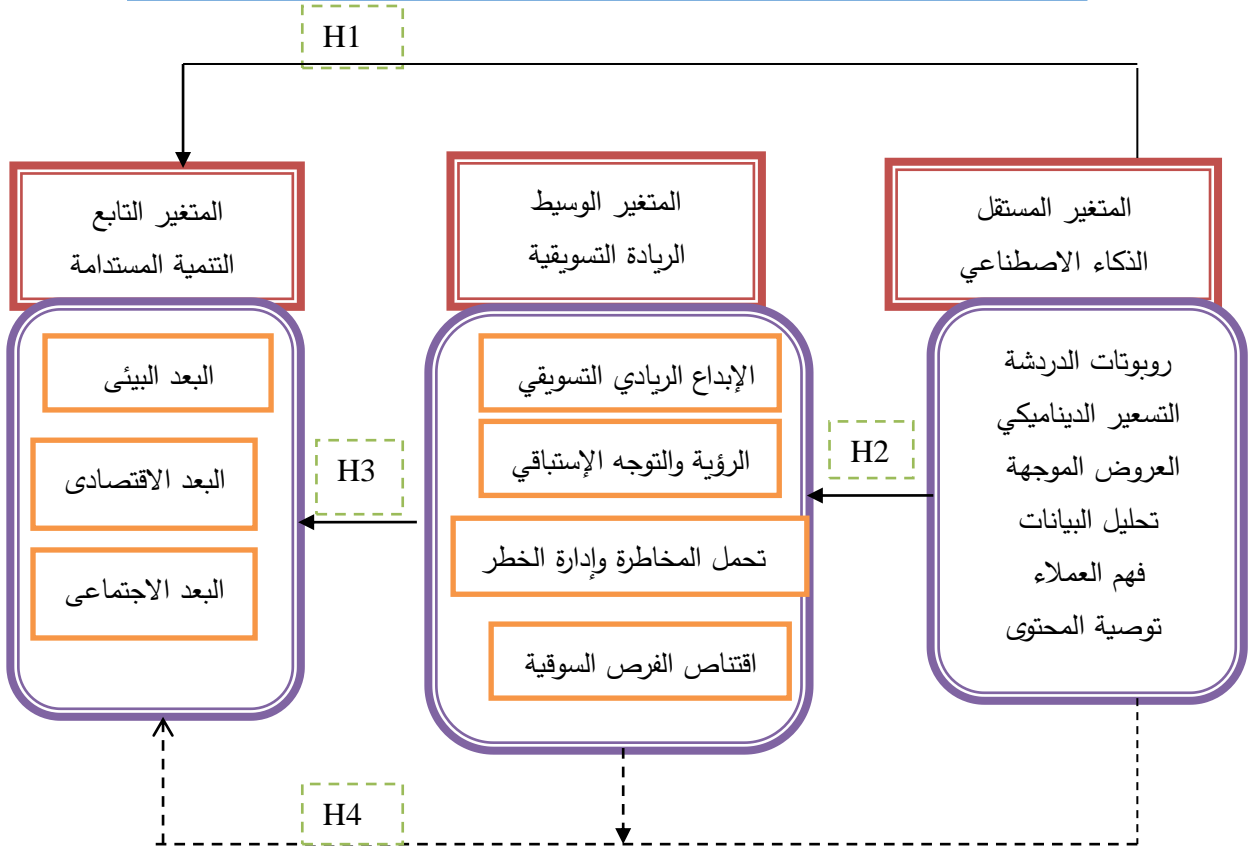 H1
المتغير المستقل
الذكاء الاصطناعي
المتغير الوسيط
الريادة التسويقية
المتغير التابع
التنمية المستدامة
روبوتات الدردشة
التسعير الديناميكي
العروض الموجهة
تحليل البيانات
فهم العملاء
توصية المحتوى
H2
الإبداع الريادي التسويقي
الرؤية والتوجه الإستباقي
تحمل المخاطرة وإدارة الخطر
اقتناص الفرص السوقية
H3
البعد البيئى
البعد الاقتصادى
البعد الاجتماعى
H4